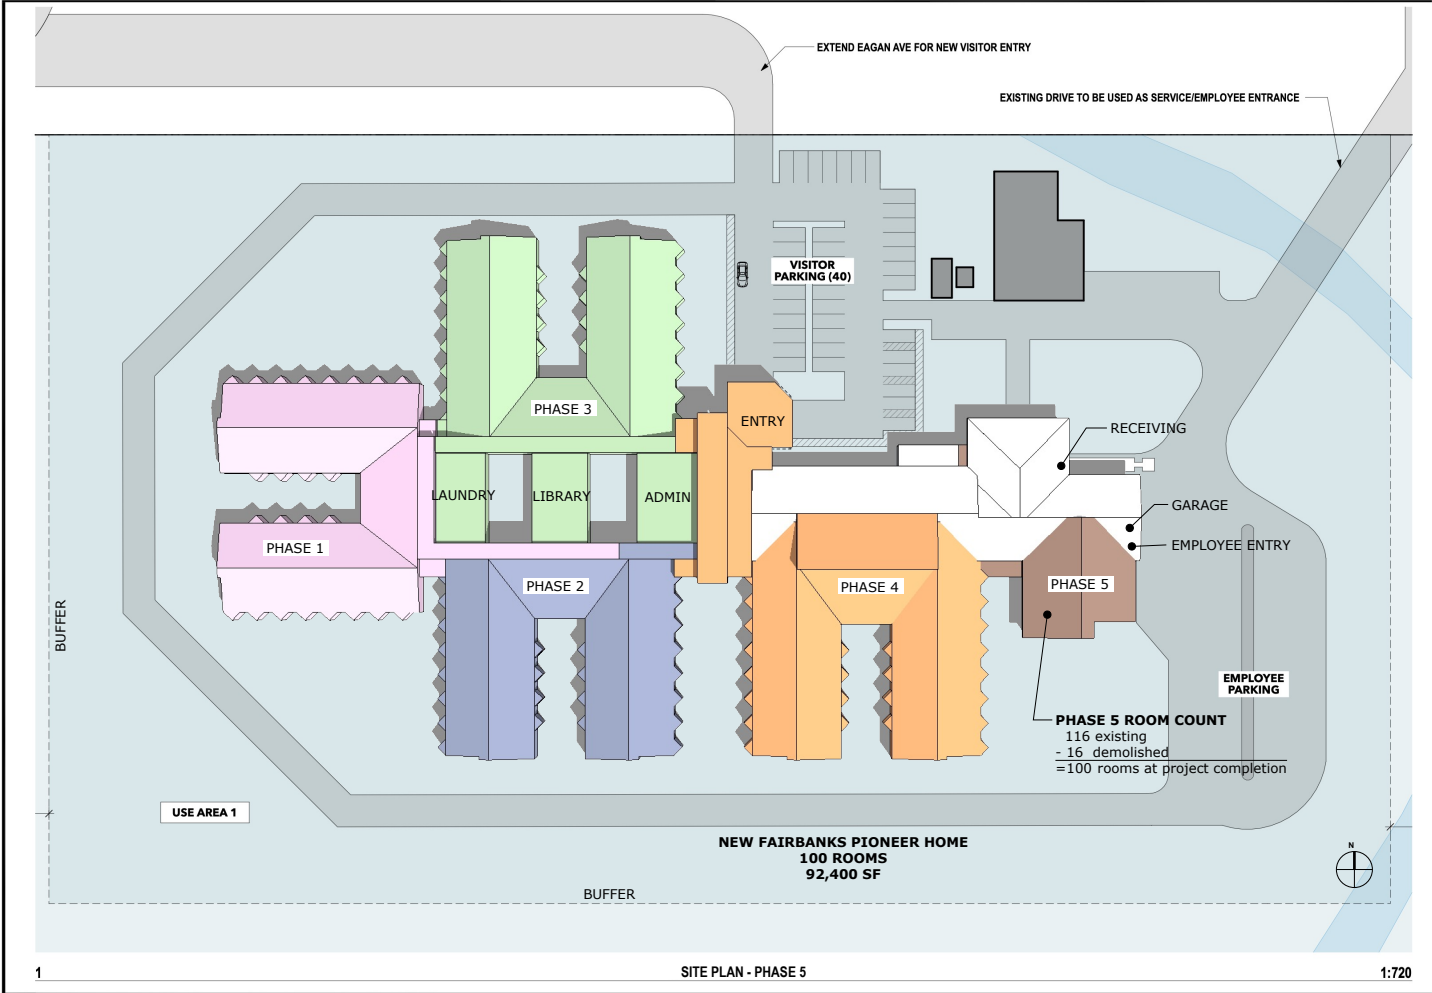 EXTEND EAGAN AVE FOR NEW VISITOR ENTRY
EXISTING DRIVE TO BE USED AS SERVICE/EMPLOYEE ENTRANCE
VISITOR
PARKING (40)
PHASE 3
ENTRY
RECEIVING
LAUNDRY
LIBRARY
ADMIN
GARAGE
PHASE 1
EMPLOYEE ENTRY
PHASE 2
PHASE 4
PHASE 5
BUFFER
EMPLOYEE
PARKING
PHASE 5 ROOM COUNT
116 existing
- 16 demolished
=100 rooms at project completion
USE AREA 1
NEW FAIRBANKS PIONEER HOME
100 ROOMS
92,400 SF
N
BUFFER
1
SITE PLAN - PHASE 5
1:720